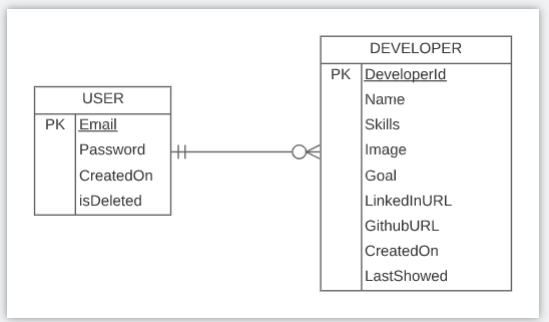 USER
PK Email
Password
CreatedOn
isDeleted
DEVELOPER
PK DeveloperId
Name
Skills
Image
Goal
LinkedInURL
GithubURL
CreatedOn
LastShowed